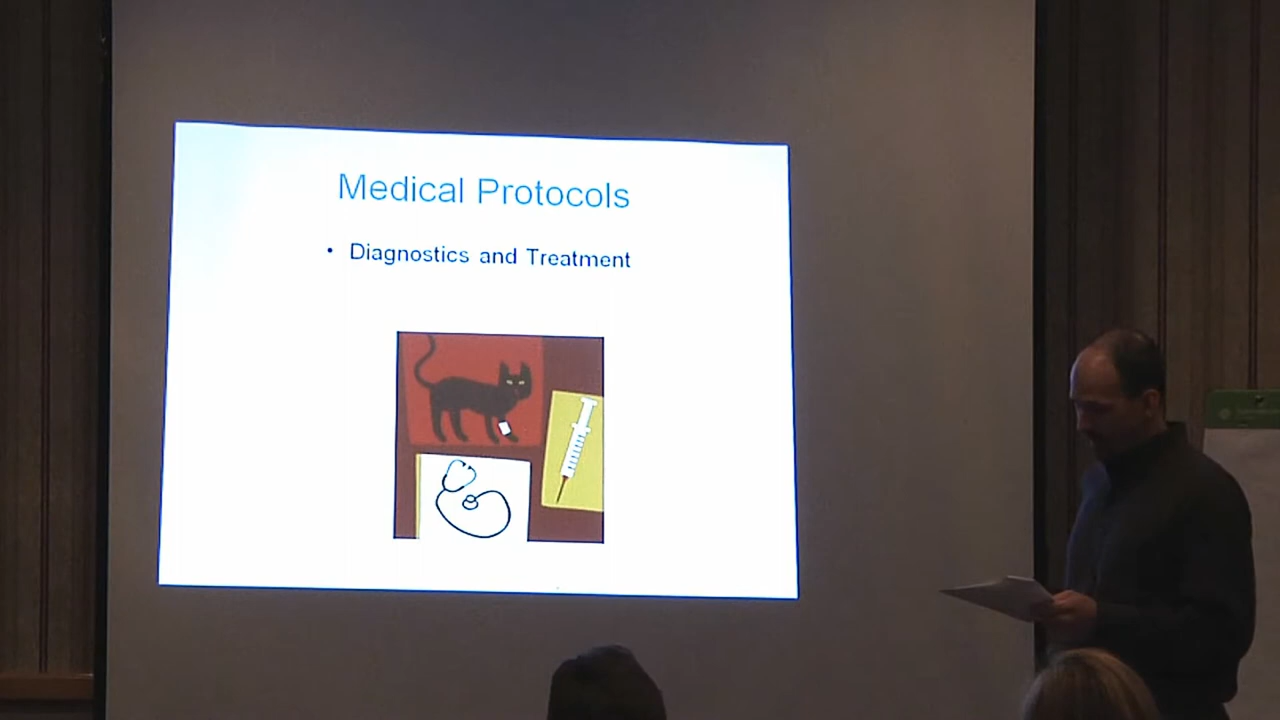 Medical Protocols
• Diagnostics and Treatment